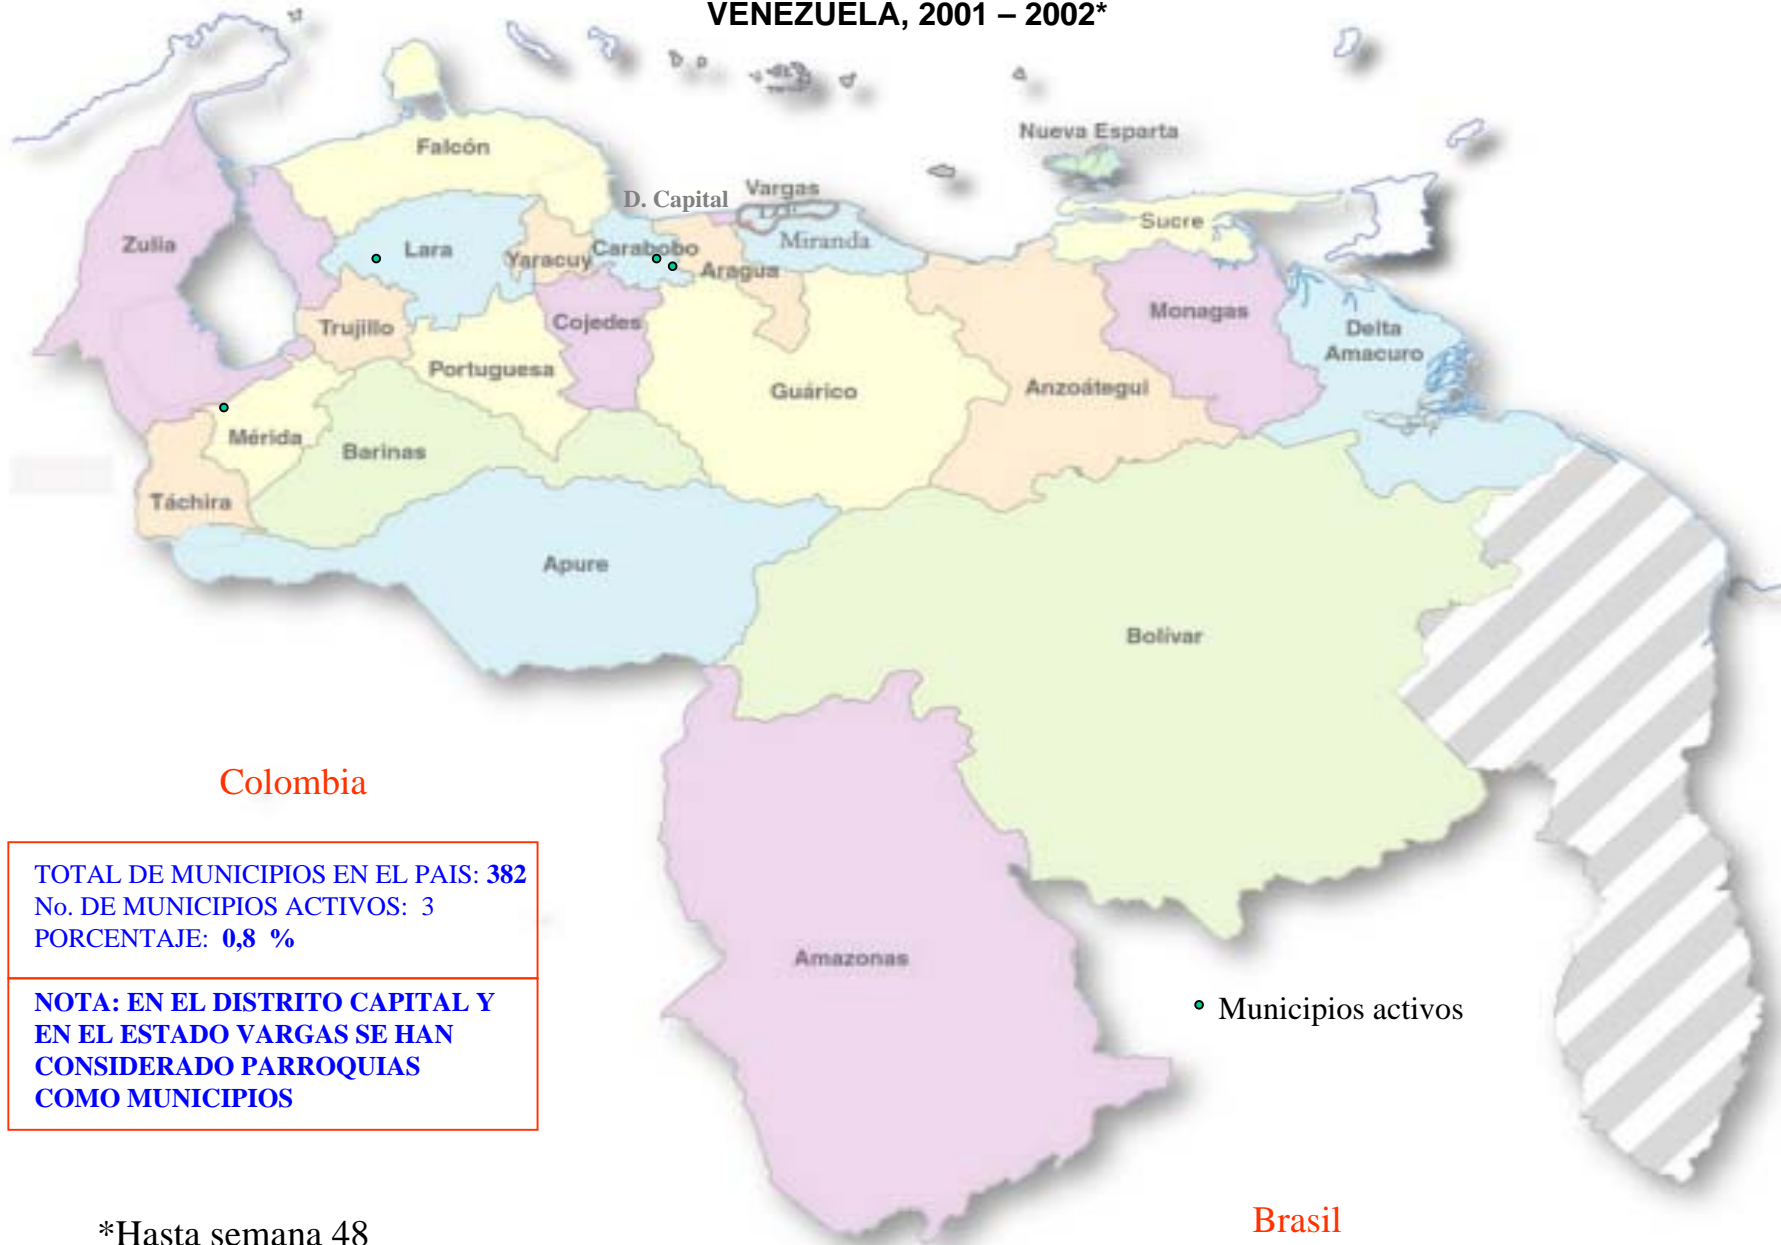 VENEZUELA, 2001 – 2002*
Falcón
Nueva Esparta
Vargas
D. Capital
Sucre
Zulia
Lara
Yaracuy
Carabobo
Aragua
Miranda
Trujillo
Cojedes
Monagas
Delta
Amacuro
Portuguesa
Guárico
Anzoátegui
Mérida
Barinas
Táchira
Apure
Bolívar
Colombia
TOTAL DE MUNICIPIOS EN EL PAIS: 382
No. DE MUNICIPIOS ACTIVOS: 3
PORCENTAJE: 0,8 %
NOTA: EN EL DISTRITO CAPITAL Y
EN EL ESTADO VARGAS SE HAN
CONSIDERADO PARROQUIAS
COMO MUNICIPIOS
Amazonas
Municipios activos
*Hasta semana 48
Brasil